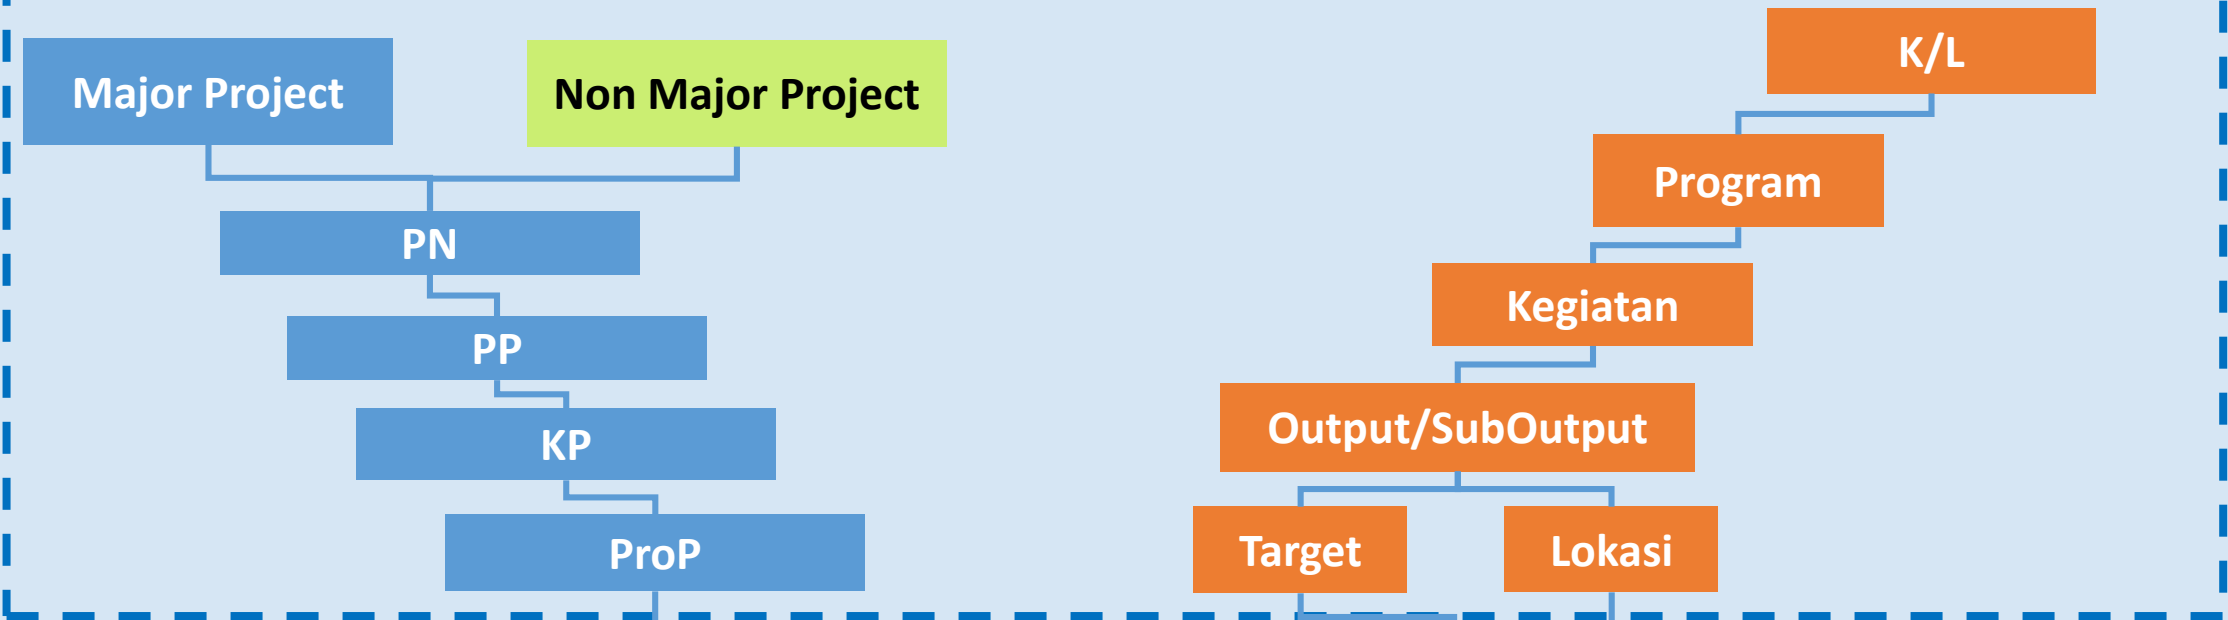 Major Project
Non Major Project
PN
PP
KP
ProP
K/L
Program
Kegiatan
Output/SubOutput
Target
Lokasi